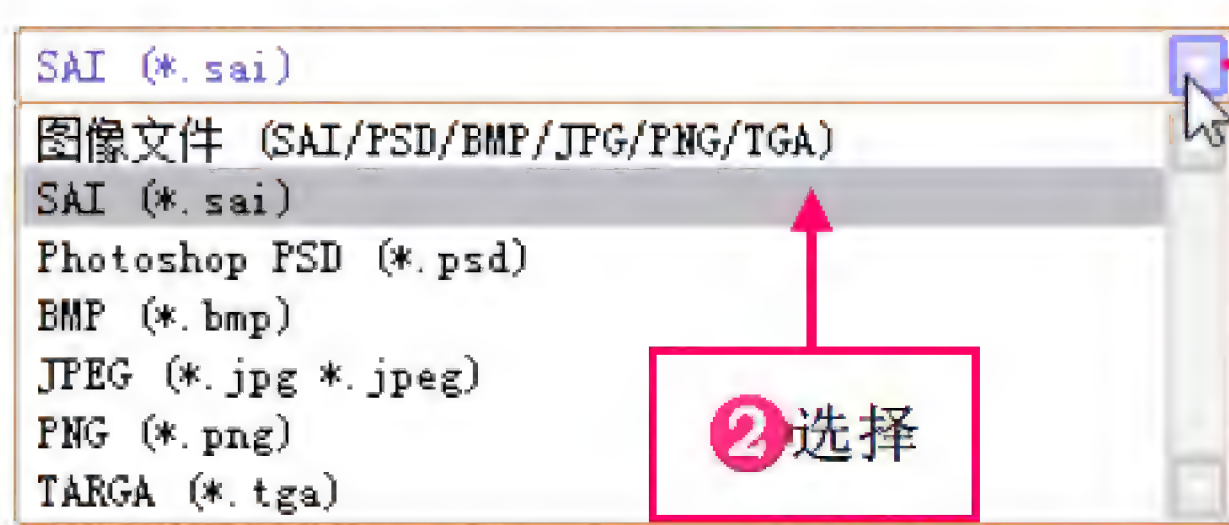 SAI (*.sai)
图像文件 (SAI/PSD/BMP/JPG/PNG/TGA)
SAI (*.sai)
Photoshop PSD (*.psd)
BMP (*.bmp)
JPEG (*.jpg *.jpeg)
PNG (*.png)
TARGA (*.tga)
2选择